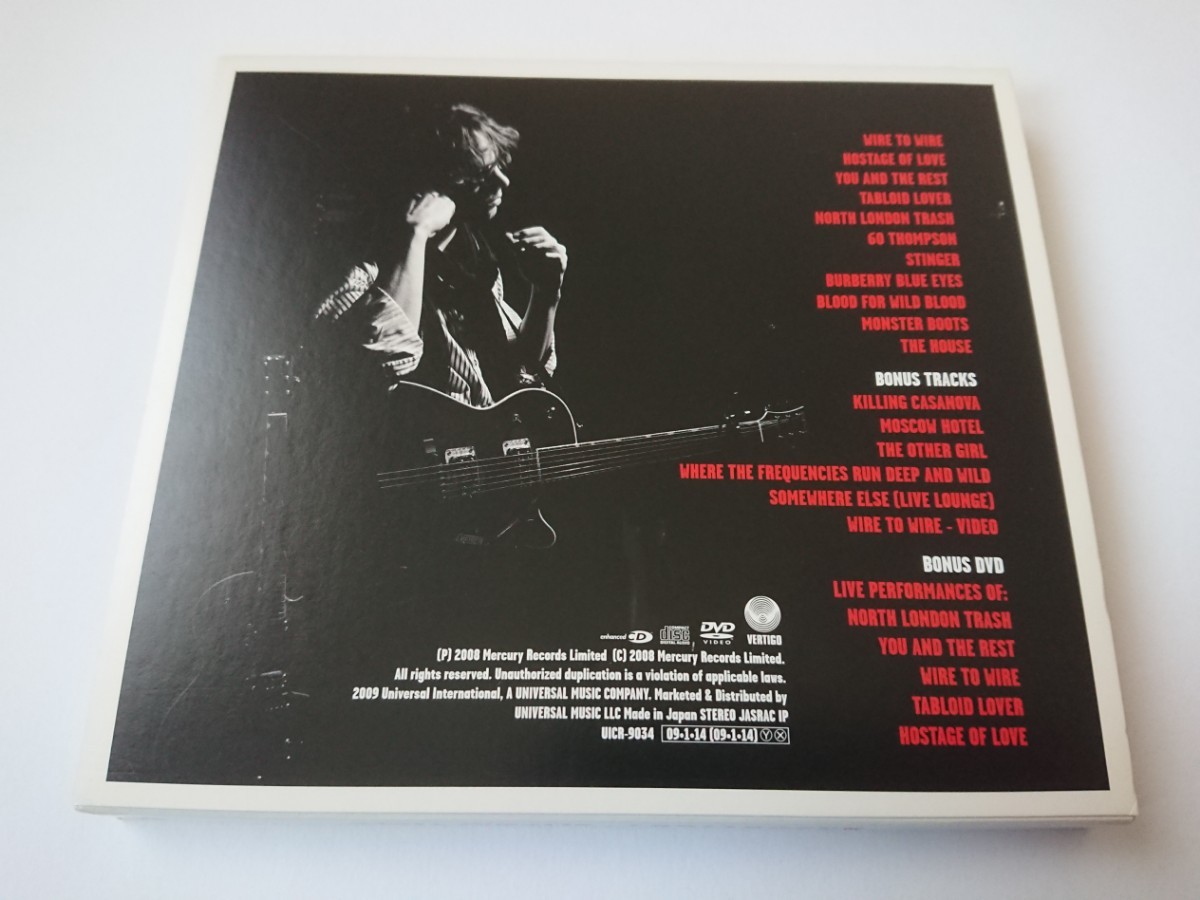 WIRE TO WIRE
HOSTAGE OF LOVE
YOU AND THE REST
TABLOID LOVER
NORTH LONDON TRASH
60 THOMPSON
STINGER
BURBERRY BLUE EYES
BLOOD FOR WILD BLOOD
MONSTER BOOTS
THE HOUSE
BONUS TRACKS
KILLING CASANOVA
MOSCOW HOTEL
THE OTHER GIRL
WHERE THE FREQUENCIES RUN DEEP AND WILD
SOMEWHERE ELSE (LIVE LOUNGE)
WIRE TO WIRE - VIDEO
BONUS DVD
LIVE PERFORMANCES OF:
NORTH LONDON TRASH
YOU AND THE REST
WIRE TO WIRE
TABLOID LOVER
HOSTAGE OF LOVE
enhanced CD COMPACT disc DIGITAL AUDIO DVD VIDEO VERTIGO
(P) 2008 Mercury Records Limited (C) 2008 Mercury Records Limited.
All rights reserved. Unauthorized duplication is a violation of applicable laws.
2009 Universal International, A UNIVERSAL MUSIC COMPANY. Marketed & Distributed by
UNIVERSAL MUSIC LLC Made in Japan STEREO JASRAC IP
UICR-9034 09•1•14 (09•1•14) Ⓨ Ⓧ